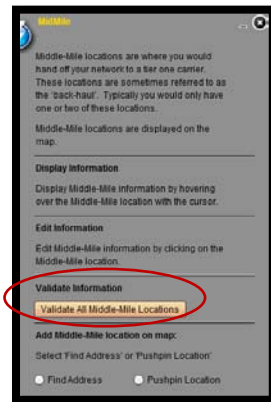 MidMile
Middle-Mile locations are where you would
hand off your network to a tier one carrier.
These locations are sometimes referred to as
the 'back-haut'. Typically you would only have
one or two of these locations.
Middle-Mile locations are displayed on the
map.
Display Information
Display Middle-Mile information by hovering
over the Middle-Mile location with the cursor.
Edit Information
Edit Middle-Mile information by clicking on the
Middle-Mile location.
Validate Information
Validate All Middle-Mile Locations
Add Middle-Mile location on map:
Select 'Find Address' or 'Pushpin Location'
Find Address Pushpin Location